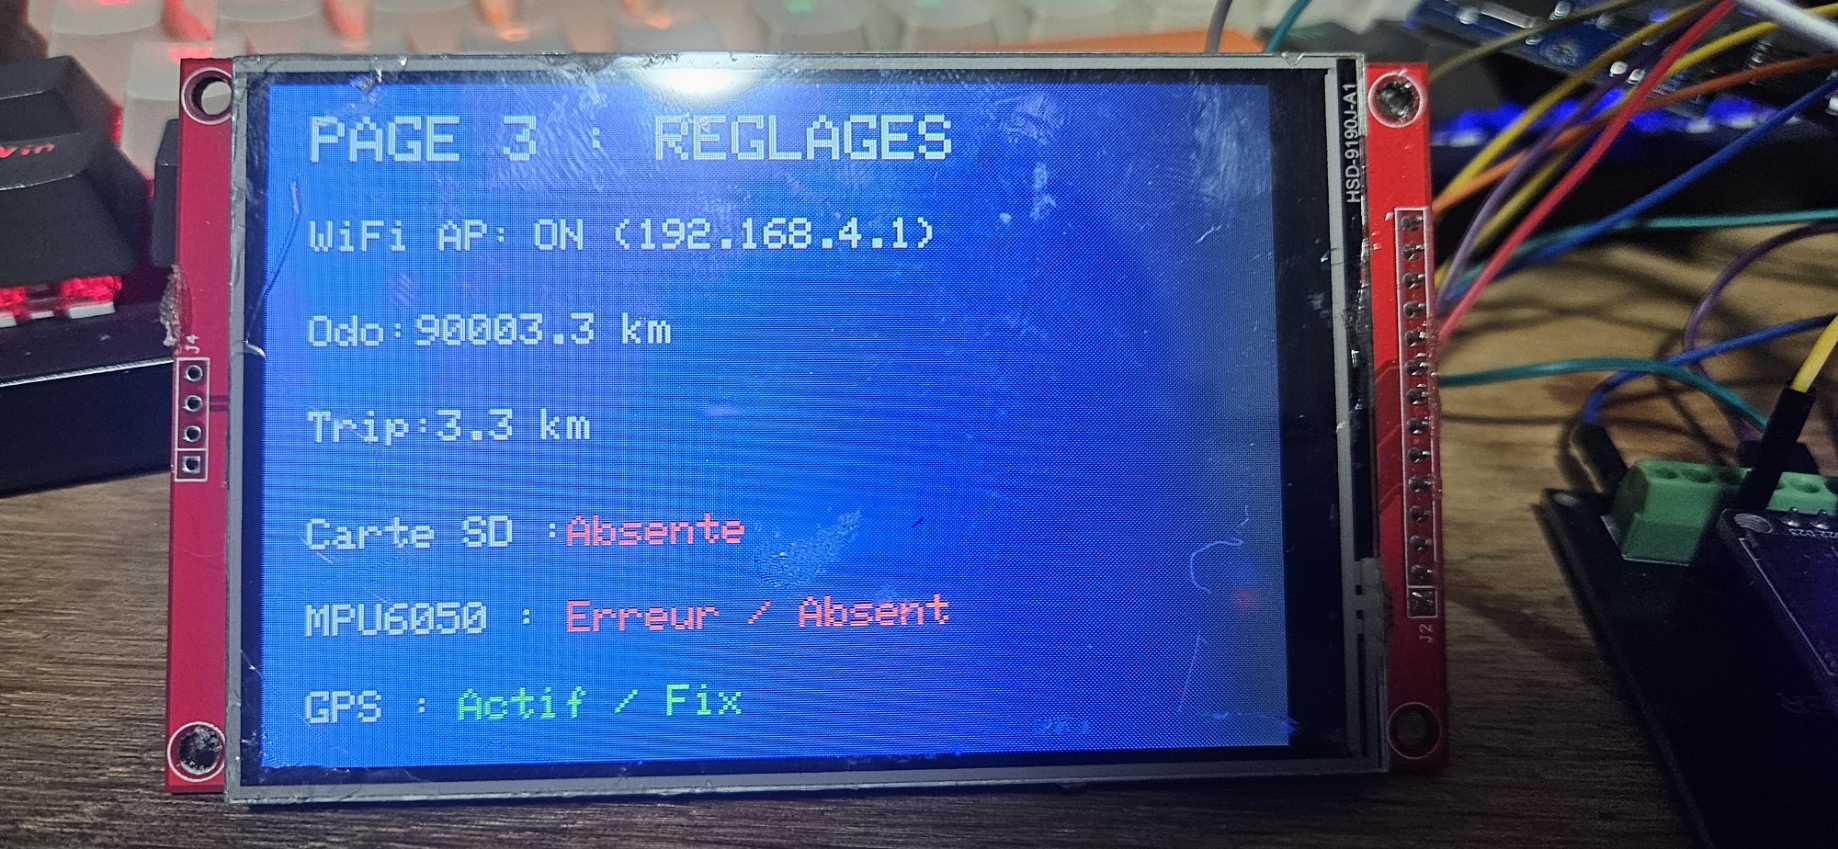 PAGE 3 : REGLAGES
WiFi AP: ON (192.168.4.1)
Odo:90003.3 km
Trip:3.3 km
Carte SD :Absente
MPU6050 : Erreur / Absent
GPS : Actif / Fix
HSD-9190J-A1
J4
J2
Win